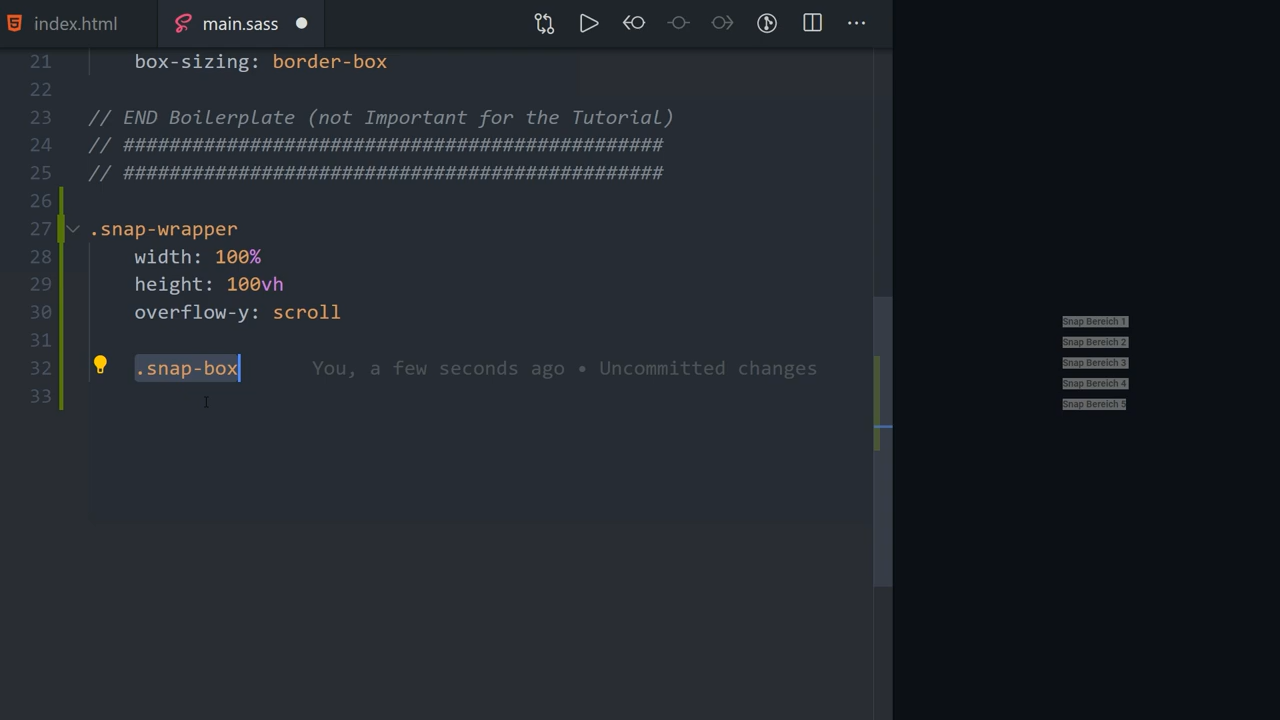 index.html
main.sass
21 box-sizing: border-box
22
23 // END Boilerplate (not Important for the Tutorial)
24 // ###############################################
25 // ###############################################
26
27 .snap-wrapper
28 width: 100%
29 height: 100vh
30 overflow-y: scroll
31
32 .snap-box You, a few seconds ago • Uncommitted changes
33
Snap Bereich 1
Snap Bereich 2
Snap Bereich 3
Snap Bereich 4
Snap Bereich 5